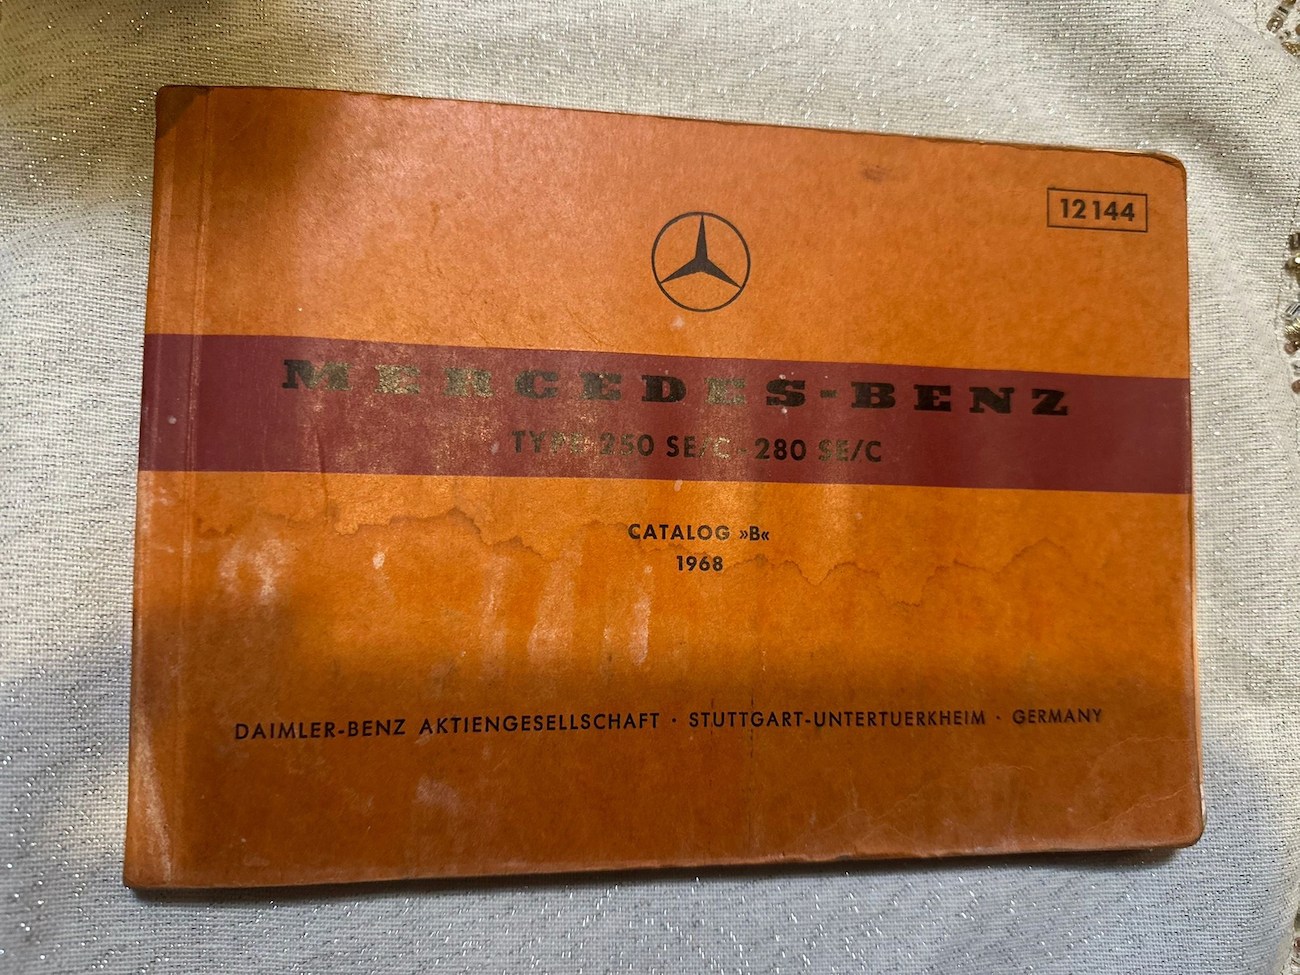 12144
MERCEDES-BENZ
TYPE 250 SE/C - 280 SE/C
CATALOG »B«
1968
DAIMLER-BENZ AKTIENGESELLSCHAFT · STUTTGART-UNTERTUERKHEIM · GERMANY